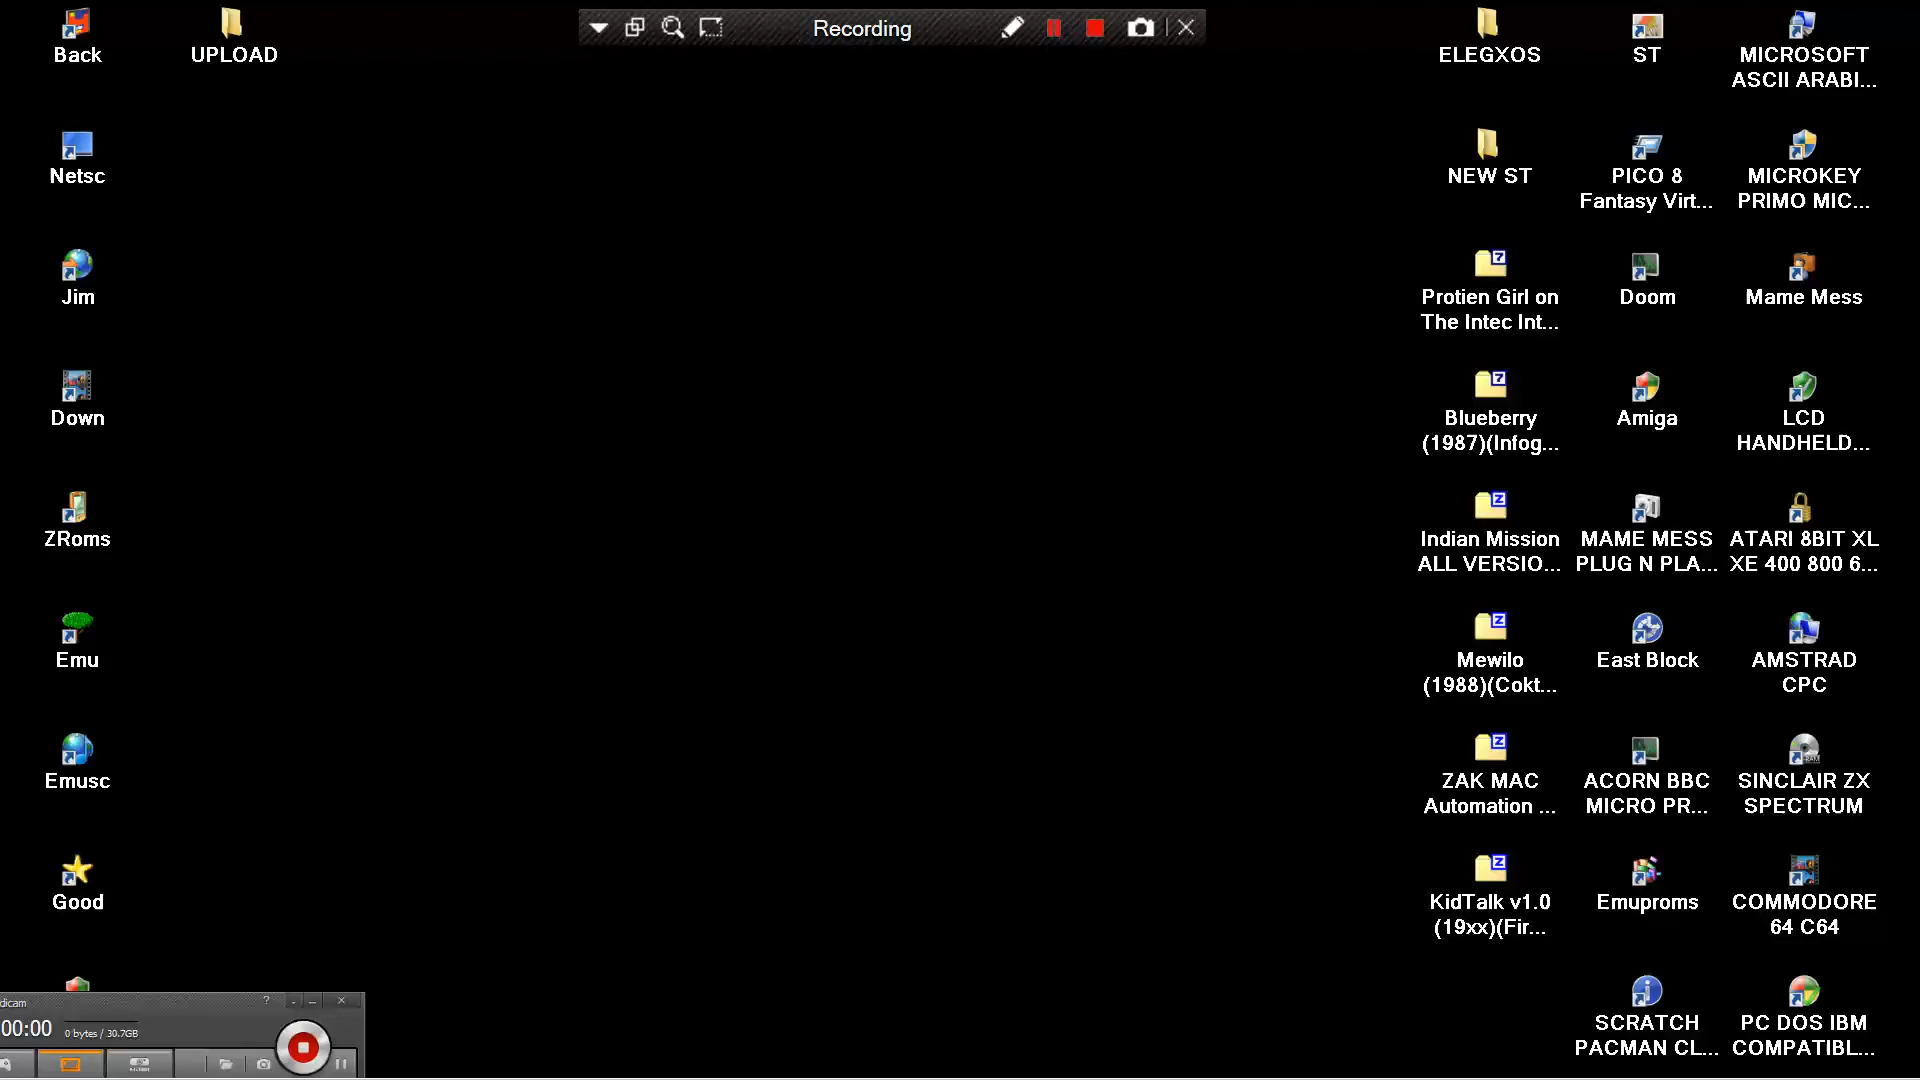 Back
UPLOAD
Recording
ELEGXOS
ST
MICROSOFT
ASCII ARABI...
Netsc
NEW ST
PICO 8
Fantasy Virt...
MICROKEY
PRIMO MIC...
Jim
Protien Girl on
The Intec Int...
Doom
Mame Mess
Down
Blueberry
(1987)(Infog...
Amiga
LCD
HANDHELD...
ZRoms
Indian Mission
ALL VERSIO...
MAME MESS
PLUG N PLA...
ATARI 8BIT XL
XE 400 800 6...
Emu
Mewilo
(1988)(Cokt...
East Block
AMSTRAD
CPC
Emusc
ZAK MAC
Automation ...
ACORN BBC
MICRO PR...
SINCLAIR ZX
SPECTRUM
Good
KidTalk v1.0
(19xx)(Fir...
Emuproms
COMMODORE
64 C64
SCRATCH
PACMAN CL...
PC DOS IBM
COMPATIBL...
dicam
00:00
0 bytes / 30.7GB